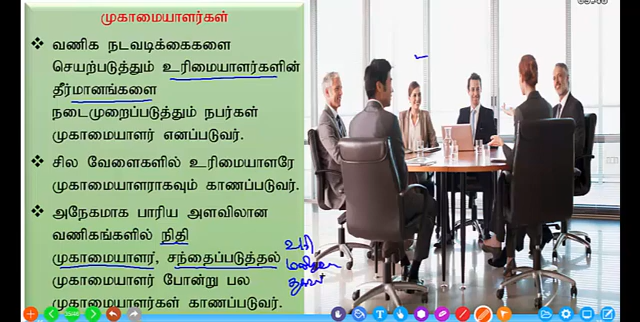 முகாமையாளர்கள்
❖ வணிக நடவடிக்கைகளை
செயற்படுத்தும் உரிமையாளர்களின்
தீர்மானங்களை
நடைமுறைப்படுத்தும் நபர்கள்
முகாமையாளர் எனப்படுவர்.
❖ சில வேளைகளில் உரிமையாளரே
முகாமையாளராகவும் காணப்படுவர்.
❖ அநேகமாக பாரிய அளவிலான
வணிகங்களில் நிதி
முகாமையாளர், சந்தைப்படுத்தல்
முகாமையாளர் போன்று பல
முகாமையாளர்கள் காணப்படுவர்.